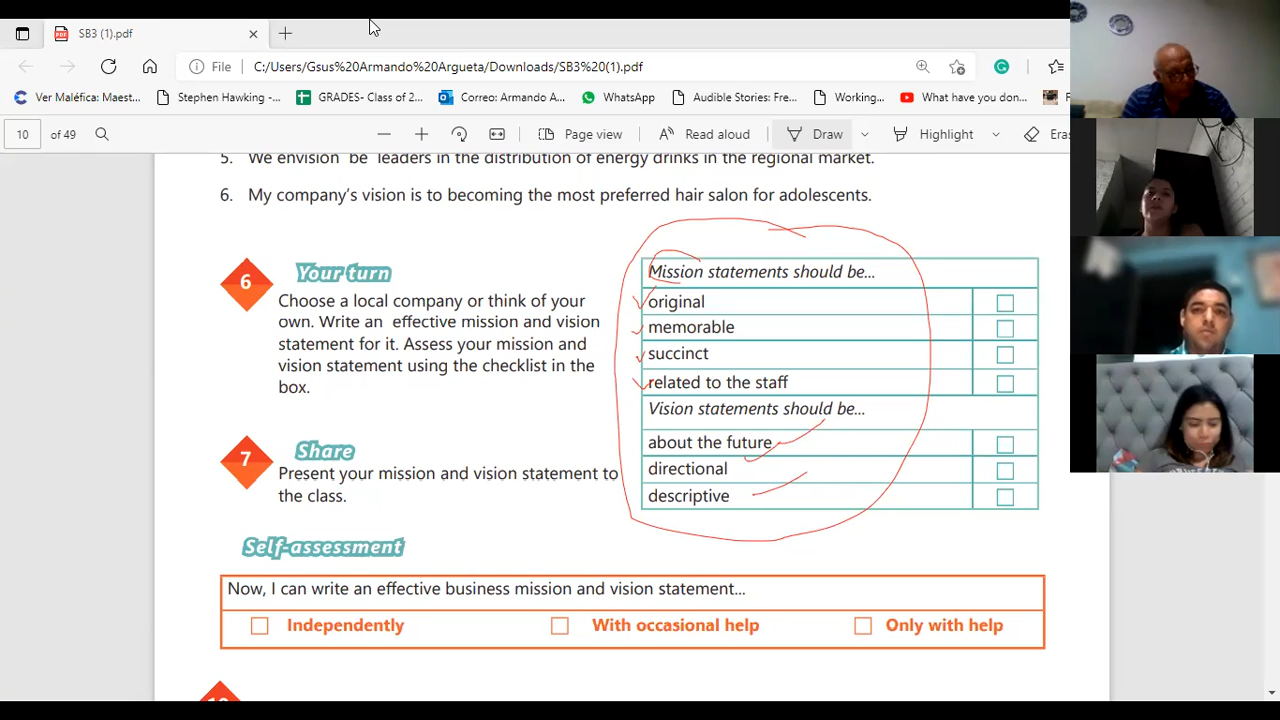 SB3 (1).pdf
File C:/Users/Gsus%20Armando%20Argueta/Downloads/SB3%20(1).pdf
Ver Maléfica: Maest... Stephen Hawking -... GRADES- Class of 2... Correo: Armando A... WhatsApp Audible Stories: Fre... Working... What have you don...
10 of 49 Page view Read aloud Draw Highlight Eras
5. We envision be leaders in the distribution of energy drinks in the regional market.
6. My company's vision is to becoming the most preferred hair salon for adolescents.
6 Your turn
Choose a local company or think of your
own. Write an effective mission and vision
statement for it. Assess your mission and
vision statement using the checklist in the
box.
Mission statements should be...
original
memorable
succinct
related to the staff
Vision statements should be...
about the future
directional
descriptive
7 Share
Present your mission and vision statement to
the class.
Self-assessment
Now, I can write an effective business mission and vision statement...
Independently With occasional help Only with help